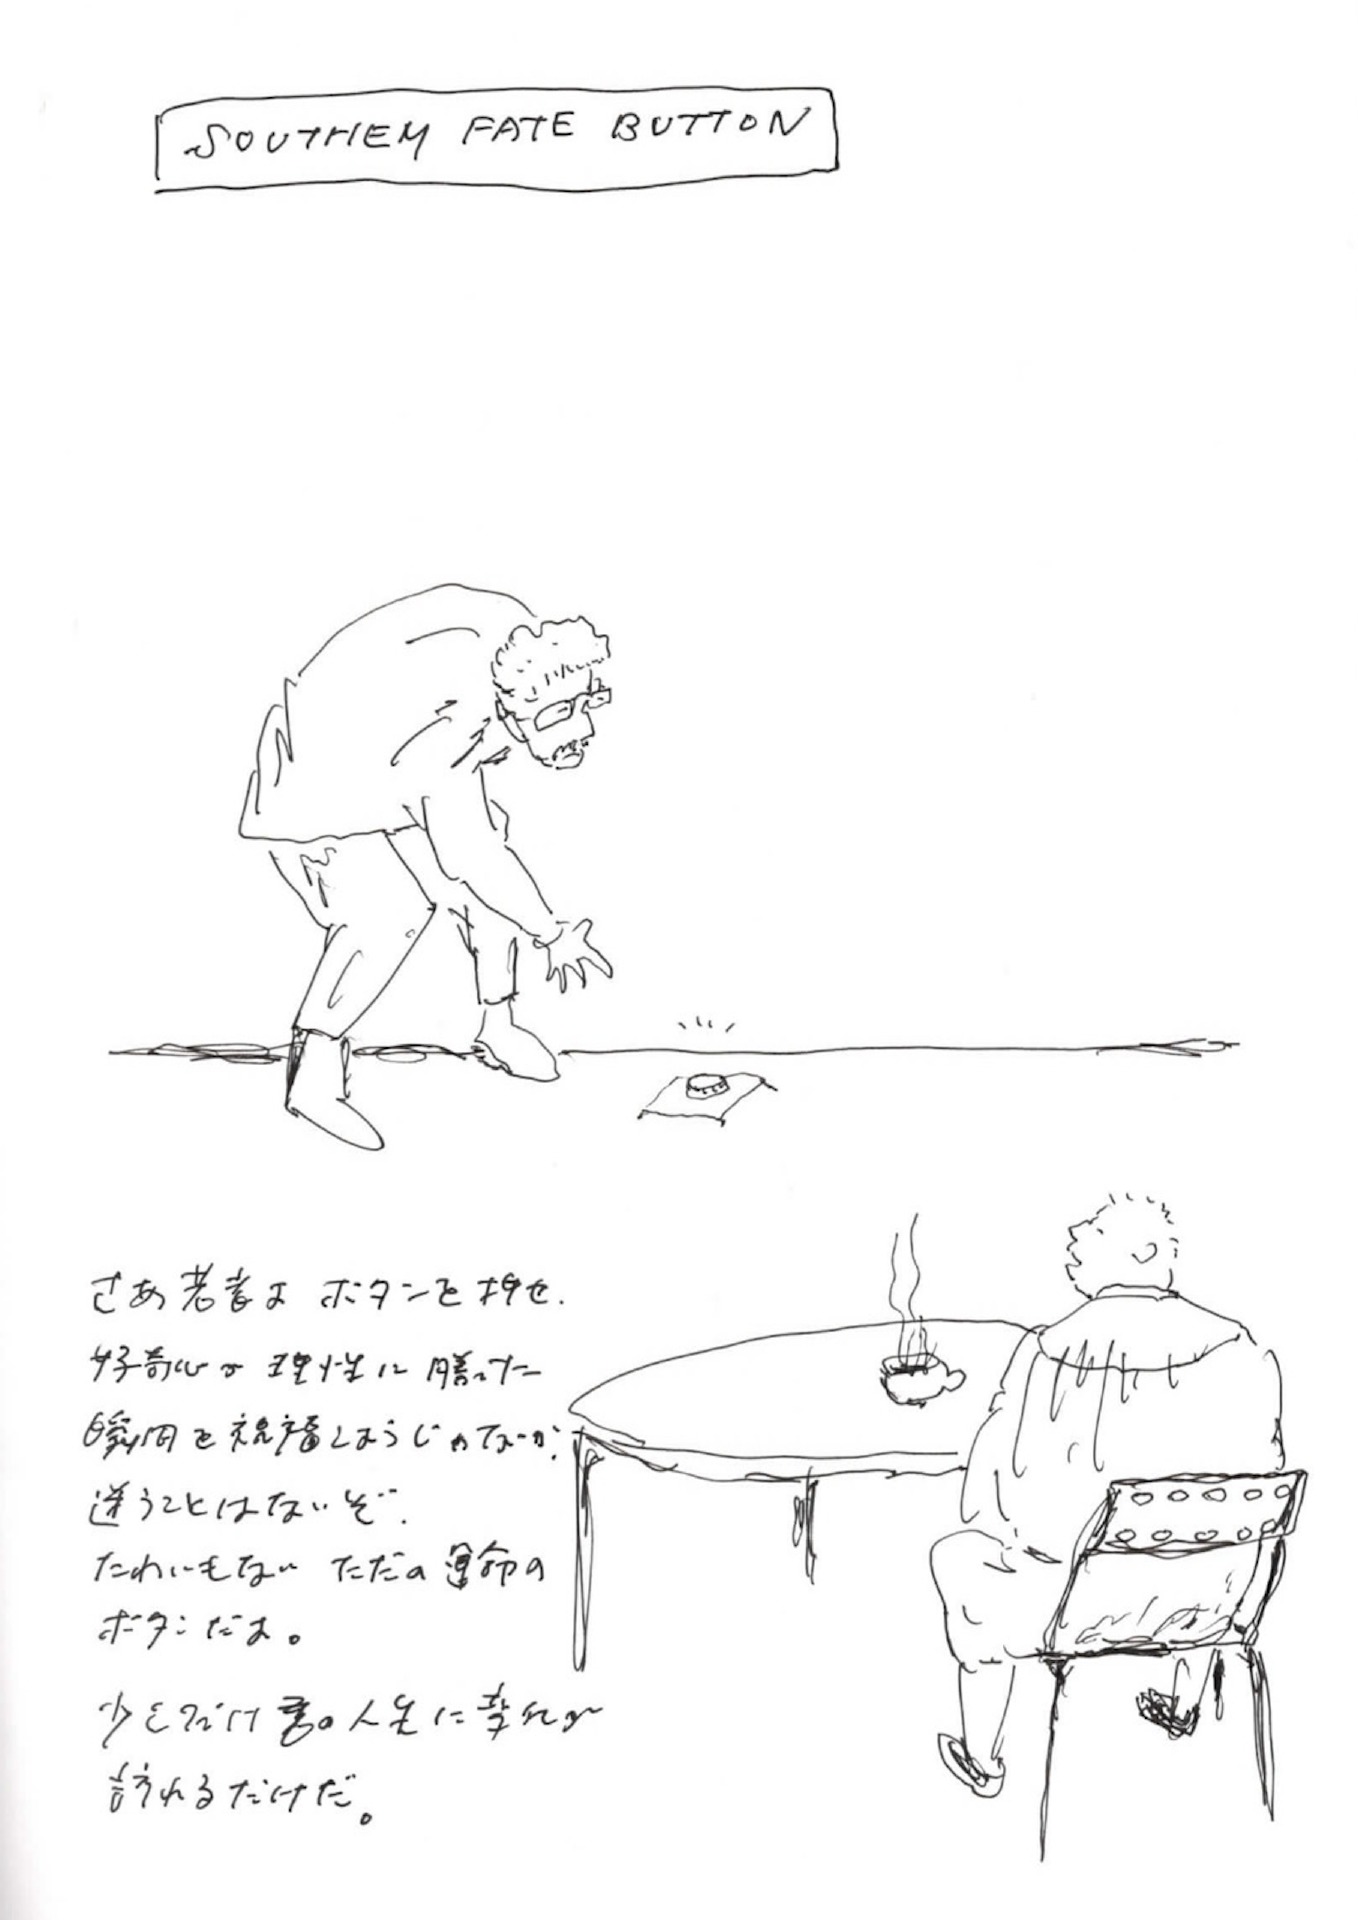 SOUTHEM FATE BUTTON
さあ若者よ ボタンを押せ.
好奇心が理性に勝った
瞬間を祝福しようじゃないか.
迷うことはないぞ.
たわいもない ただの運命の
ボタンだよ。
少しだけ君の人生に幸せが
訪れるだけだ。